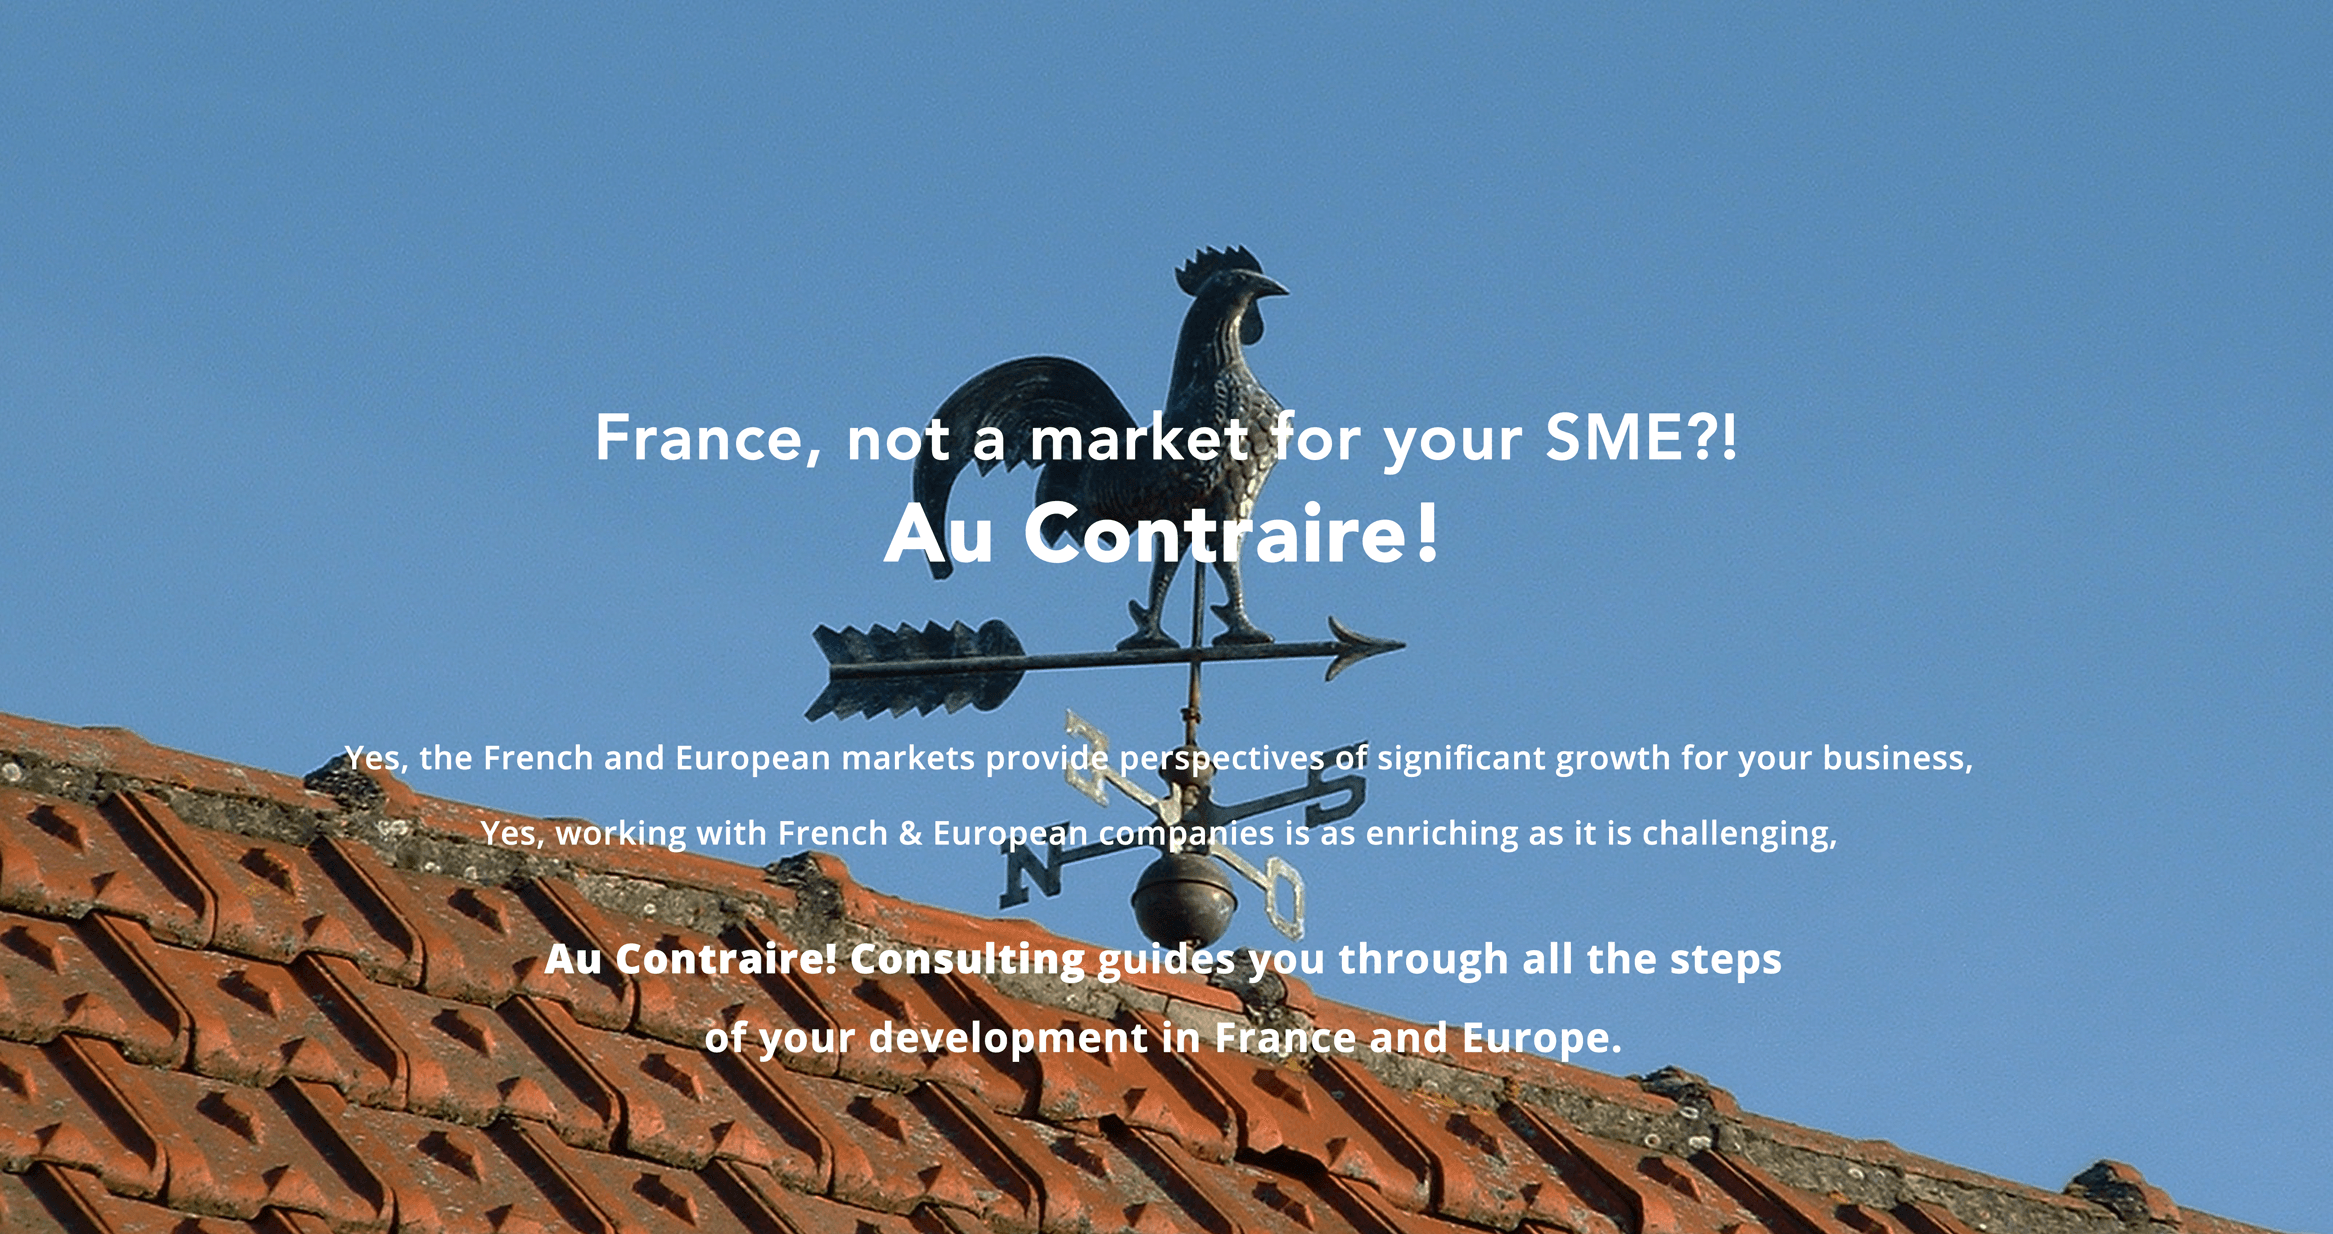 France, not a market for your SME?!
Au Contraire!
Yes, the French and European markets provide perspectives of significant growth for your business,
Yes, working with French & European companies is as enriching as it is challenging,
N
S
O
Au Contraire! Consulting guides you through all the steps
of your development in France and Europe.